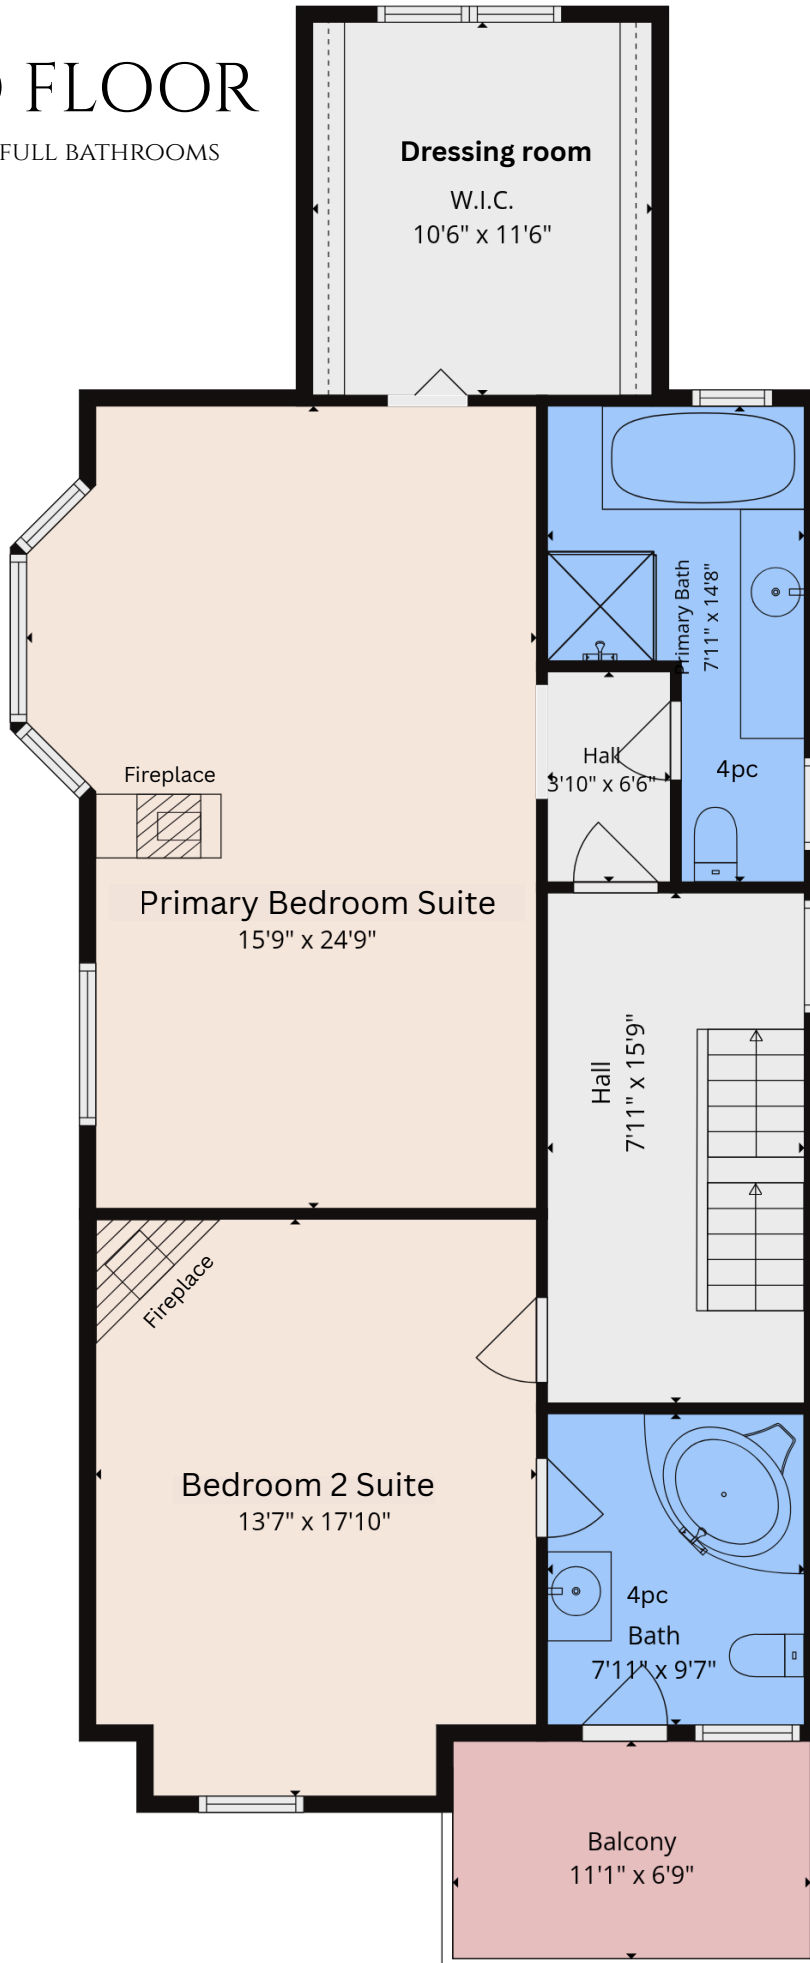 FLOOR
FULL BATHROOMS
Dressing room
W.I.C.
10'6" x 11'6"
Primary Bath
7'11" x 14'8"
Hall
3'10" x 6'6"
4pc
Fireplace
Primary Bedroom Suite
15'9" x 24'9"
Hall
7'11" x 15'9"
Fireplace
Bedroom 2 Suite
13'7" x 17'10"
4pc
Bath
7'11" x 9'7"
Balcony
11'1" x 6'9"